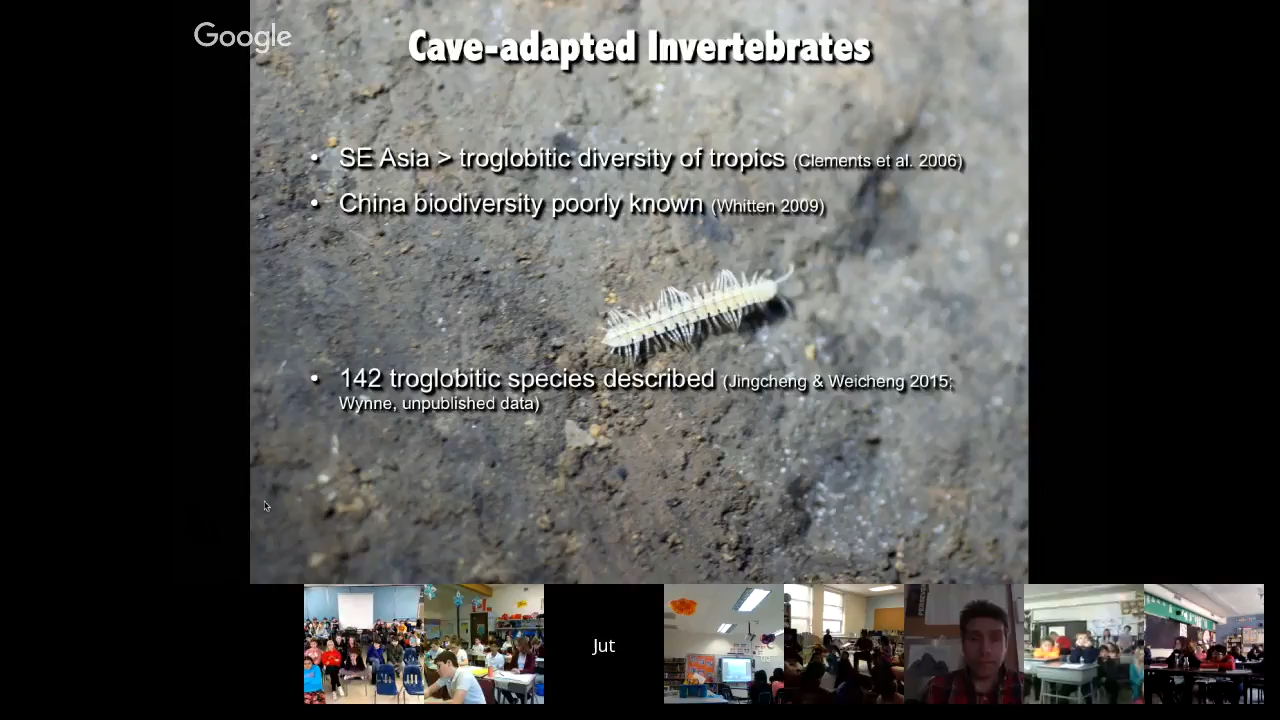 Google
Cave-adapted Invertebrates
• SE Asia > troglobitic diversity of tropics (Clements et al. 2006)
• China biodiversity poorly known (Whitten 2009)
• 142 troglobitic species described (Jingcheng & Weicheng 2015;
Wynne, unpublished data)
Jut